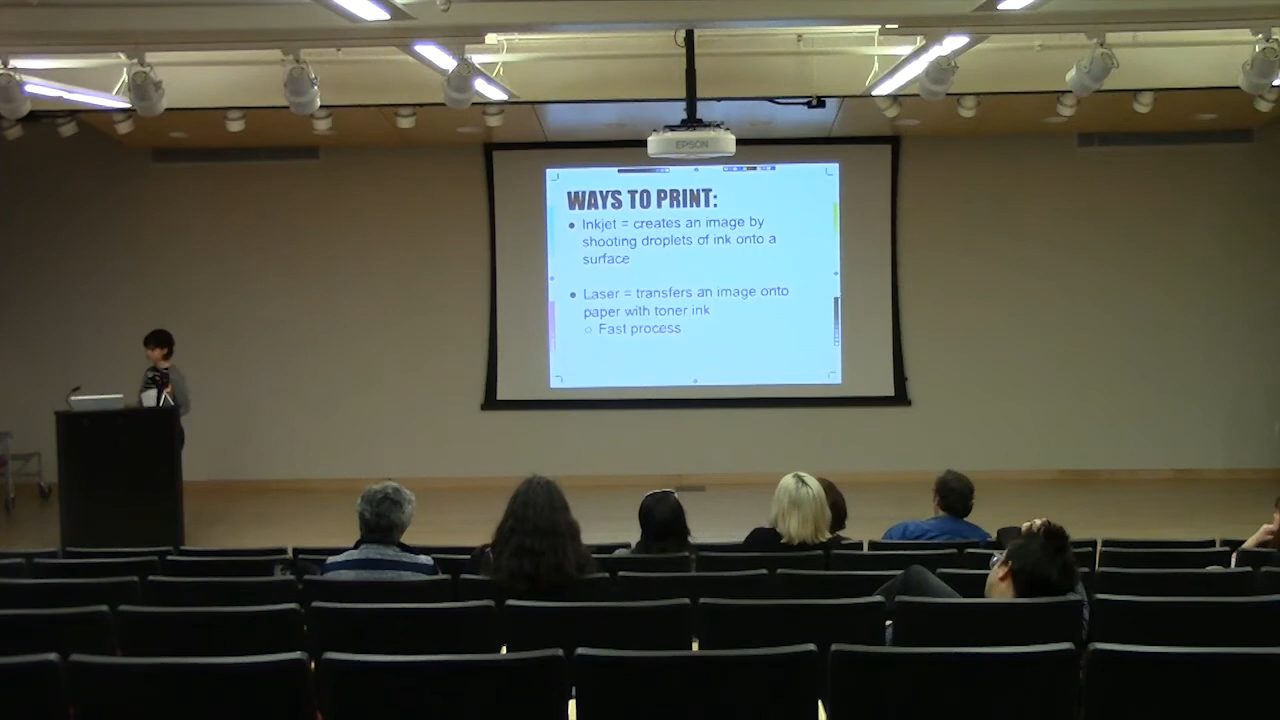 EPSON
WAYS TO PRINT:
● Inkjet = creates an image by
shooting droplets of ink onto a
surface
● Laser = transfers an image onto
paper with toner ink
○ Fast process